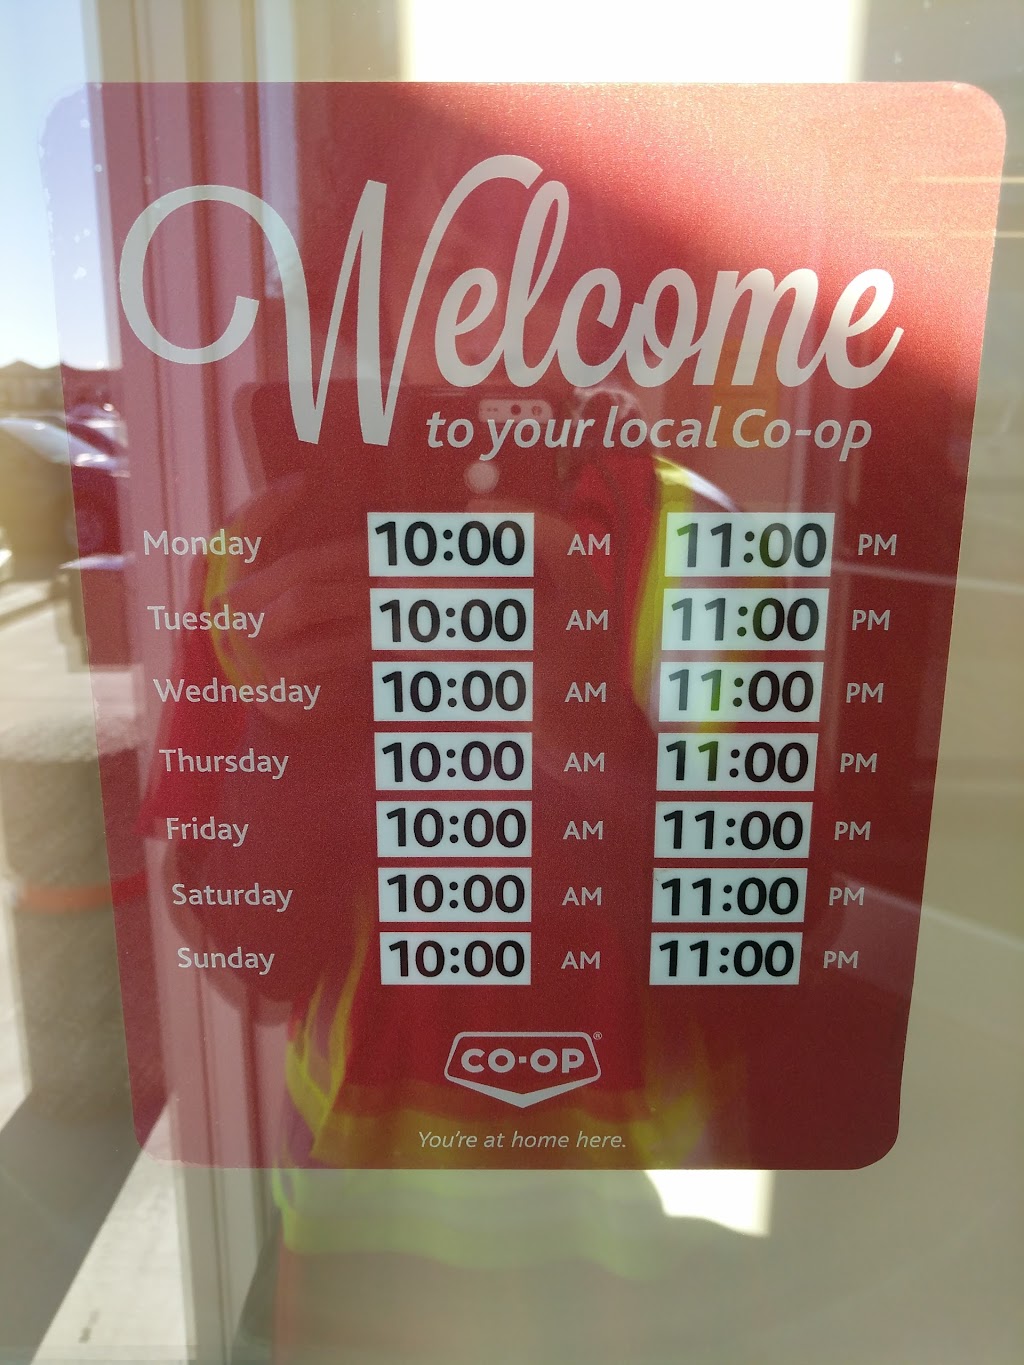 Welcome
to your local Co-op
Monday 10:00 AM 11:00 PM
Tuesday 10:00 AM 11:00 PM
Wednesday 10:00 AM 11:00 PM
Thursday 10:00 AM 11:00 PM
Friday 10:00 AM 11:00 PM
Saturday 10:00 AM 11:00 PM
Sunday 10:00 AM 11:00 PM
CO-OP®
You're at home here.